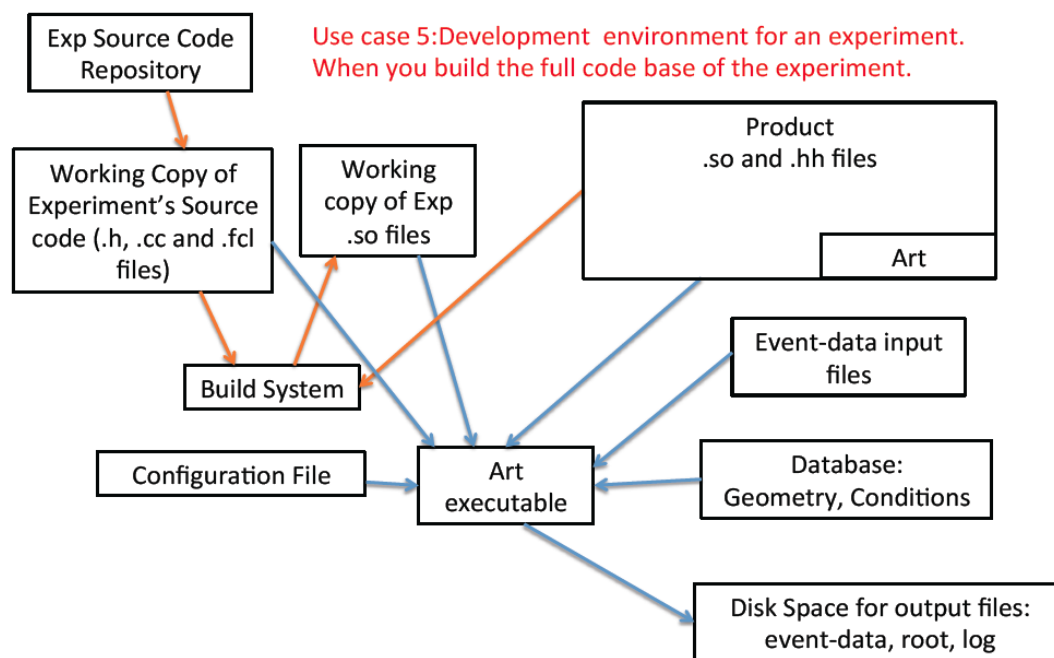 Exp Source Code
Repository
Use case 5:Development  environment for an experiment.
When you build the full code base of the experiment.
Working Copy of
Experiment’s Source
code (.h, .cc and .fcl
files)
Working
copy of Exp
.so files
Product
.so and .hh files
Art
Event-data input
files
Build System
Configuration File
Art
executable
Database:
Geometry, Conditions
Disk Space for output files:
event-data, root, log